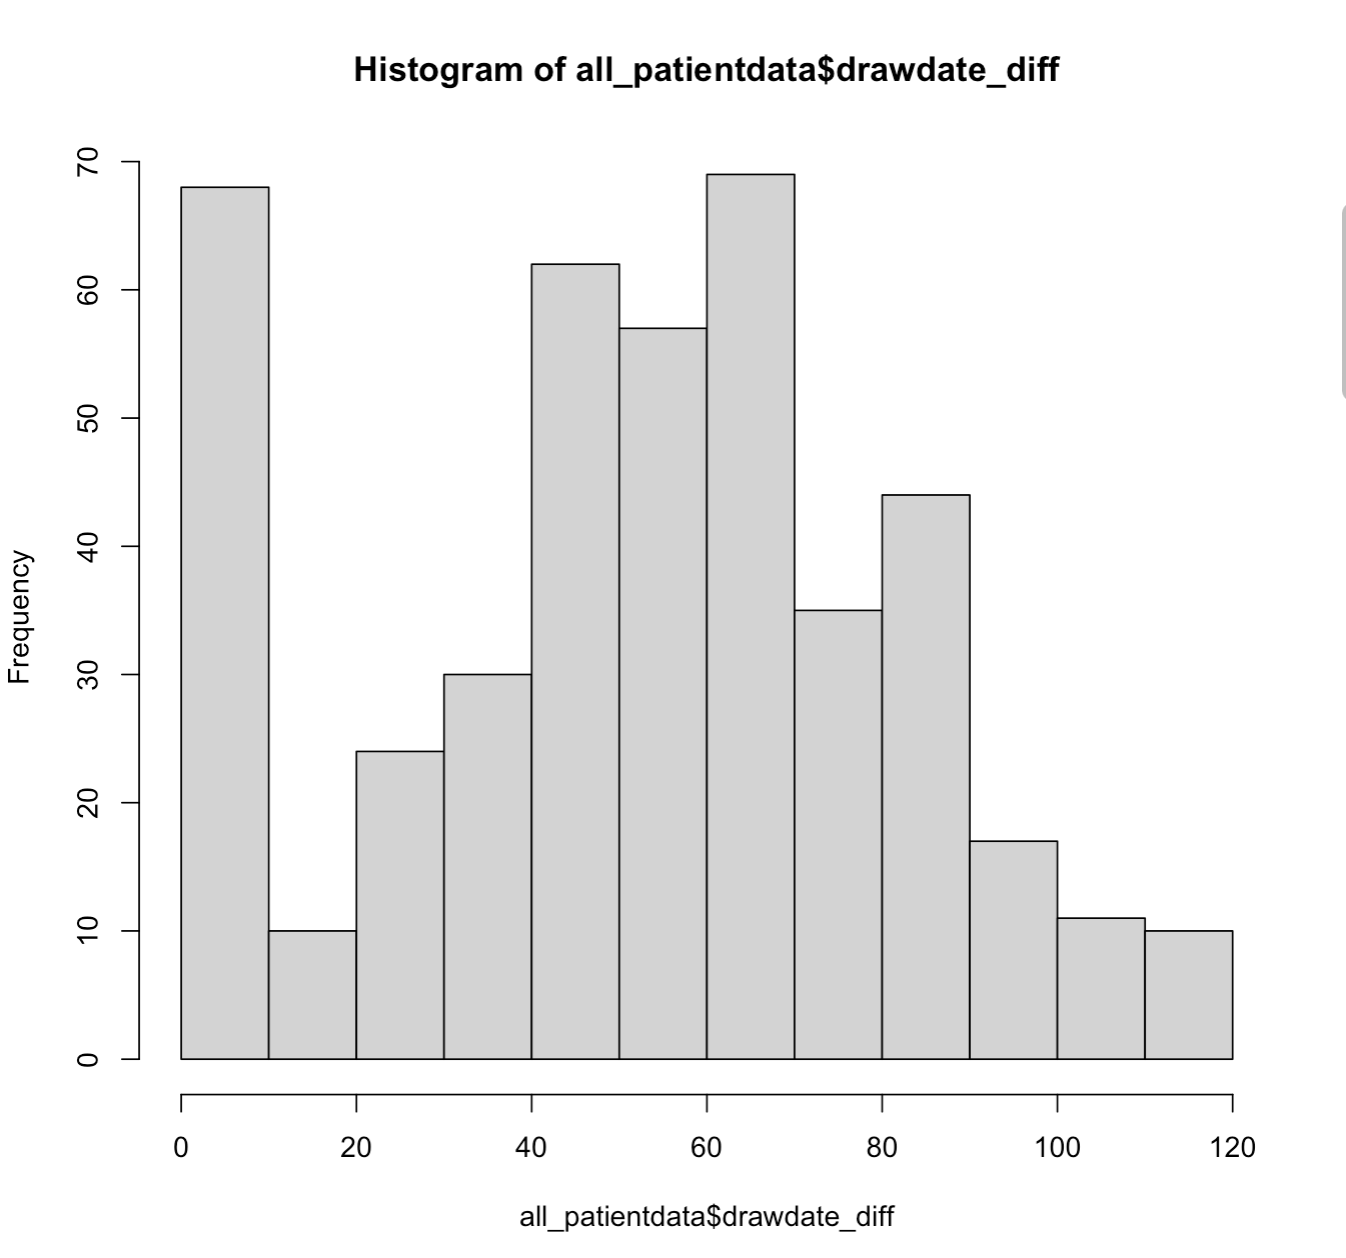 Histogram of all_patientdata$drawdate_diff
Frequency
70
60
50
40
30
20
10
0
0 20 40 60 80 100 120
all_patientdata$drawdate_diff